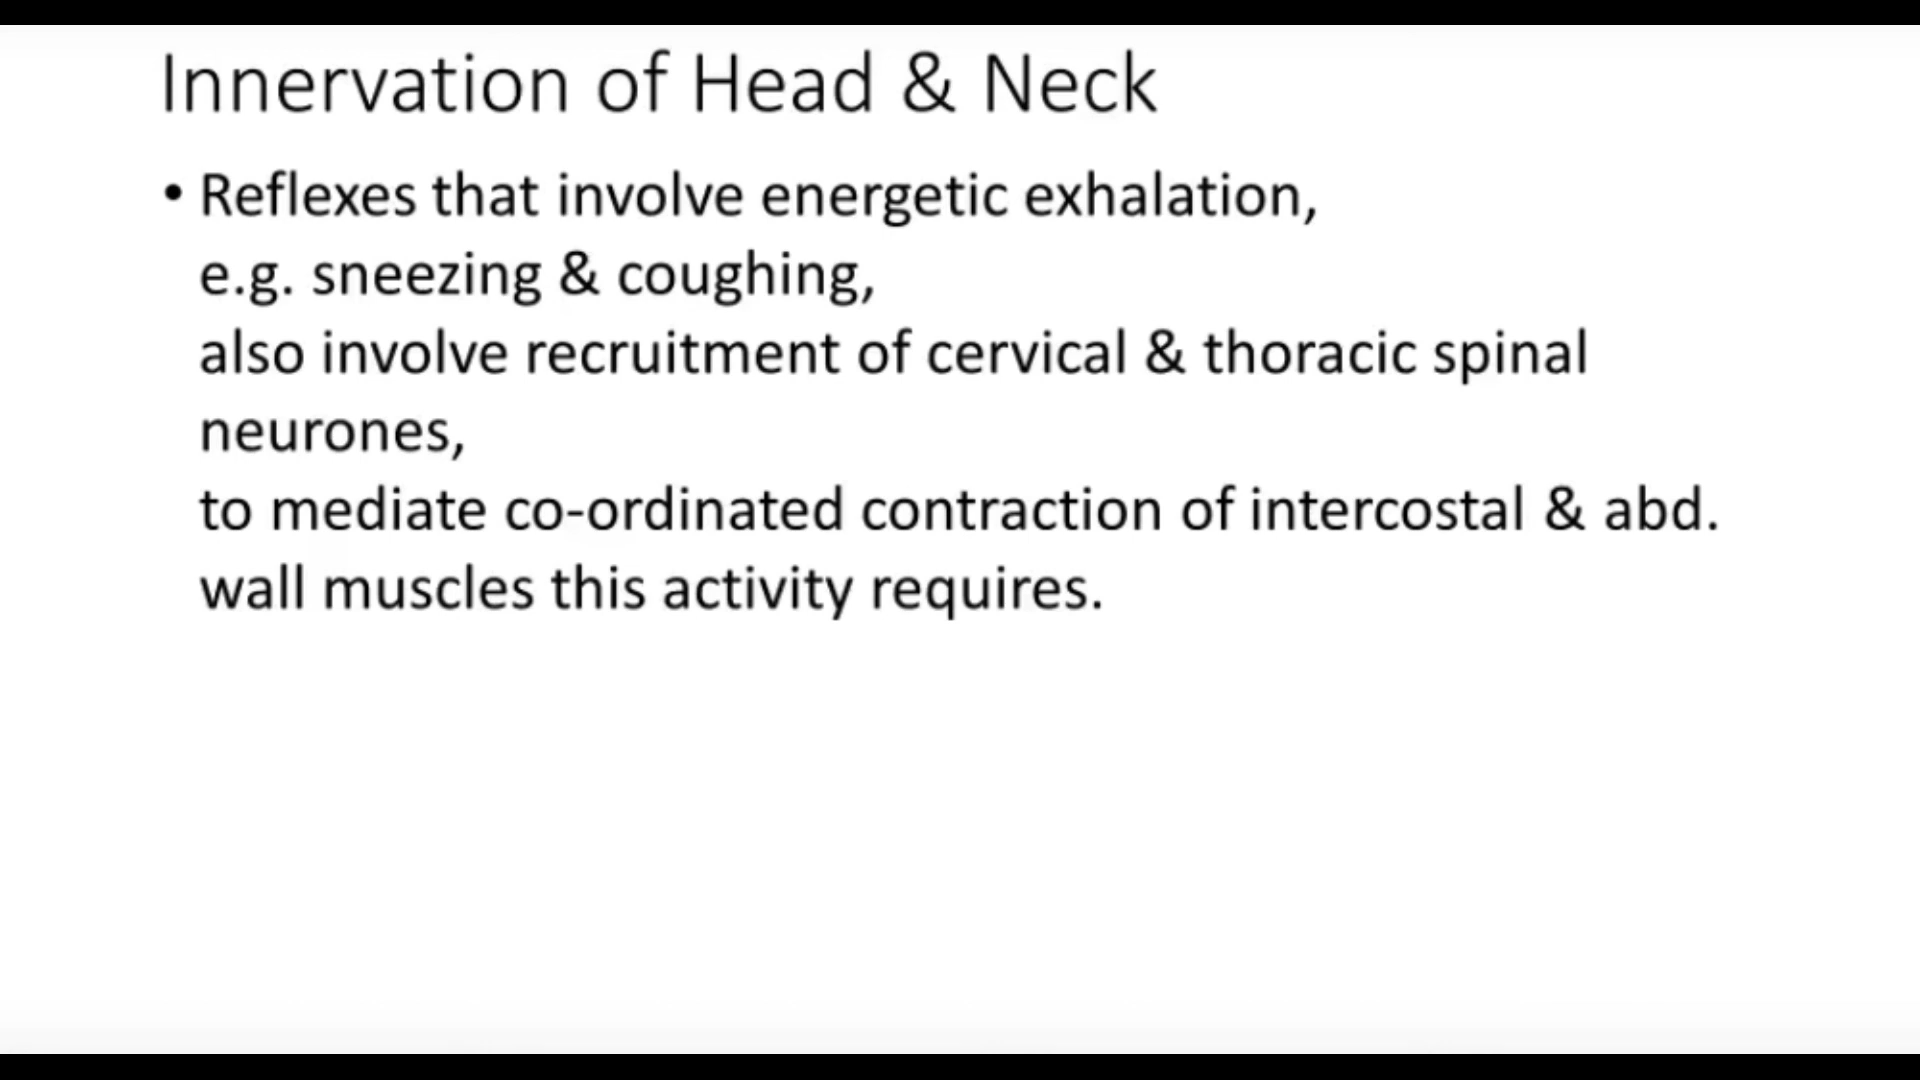 Innervation of Head & Neck
• Reflexes that involve energetic exhalation,
e.g. sneezing & coughing,
also involve recruitment of cervical & thoracic spinal
neurones,
to mediate co-ordinated contraction of intercostal & abd.
wall muscles this activity requires.